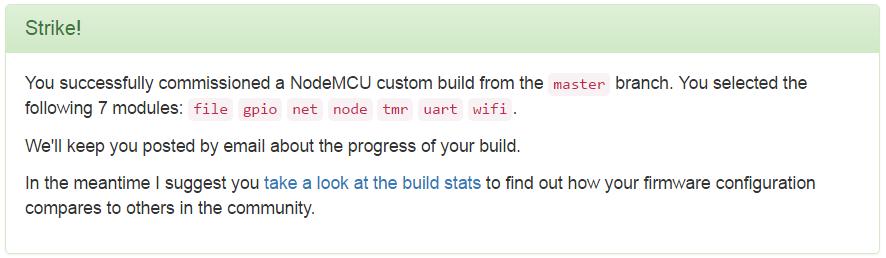 Strike!
You successfully commissioned a NodeMCU custom build from the master branch. You selected the
following 7 modules: file gpio net node tmr uart wifi .
We'll keep you posted by email about the progress of your build.
In the meantime I suggest you take a look at the build stats to find out how your firmware configuration
compares to others in the community.